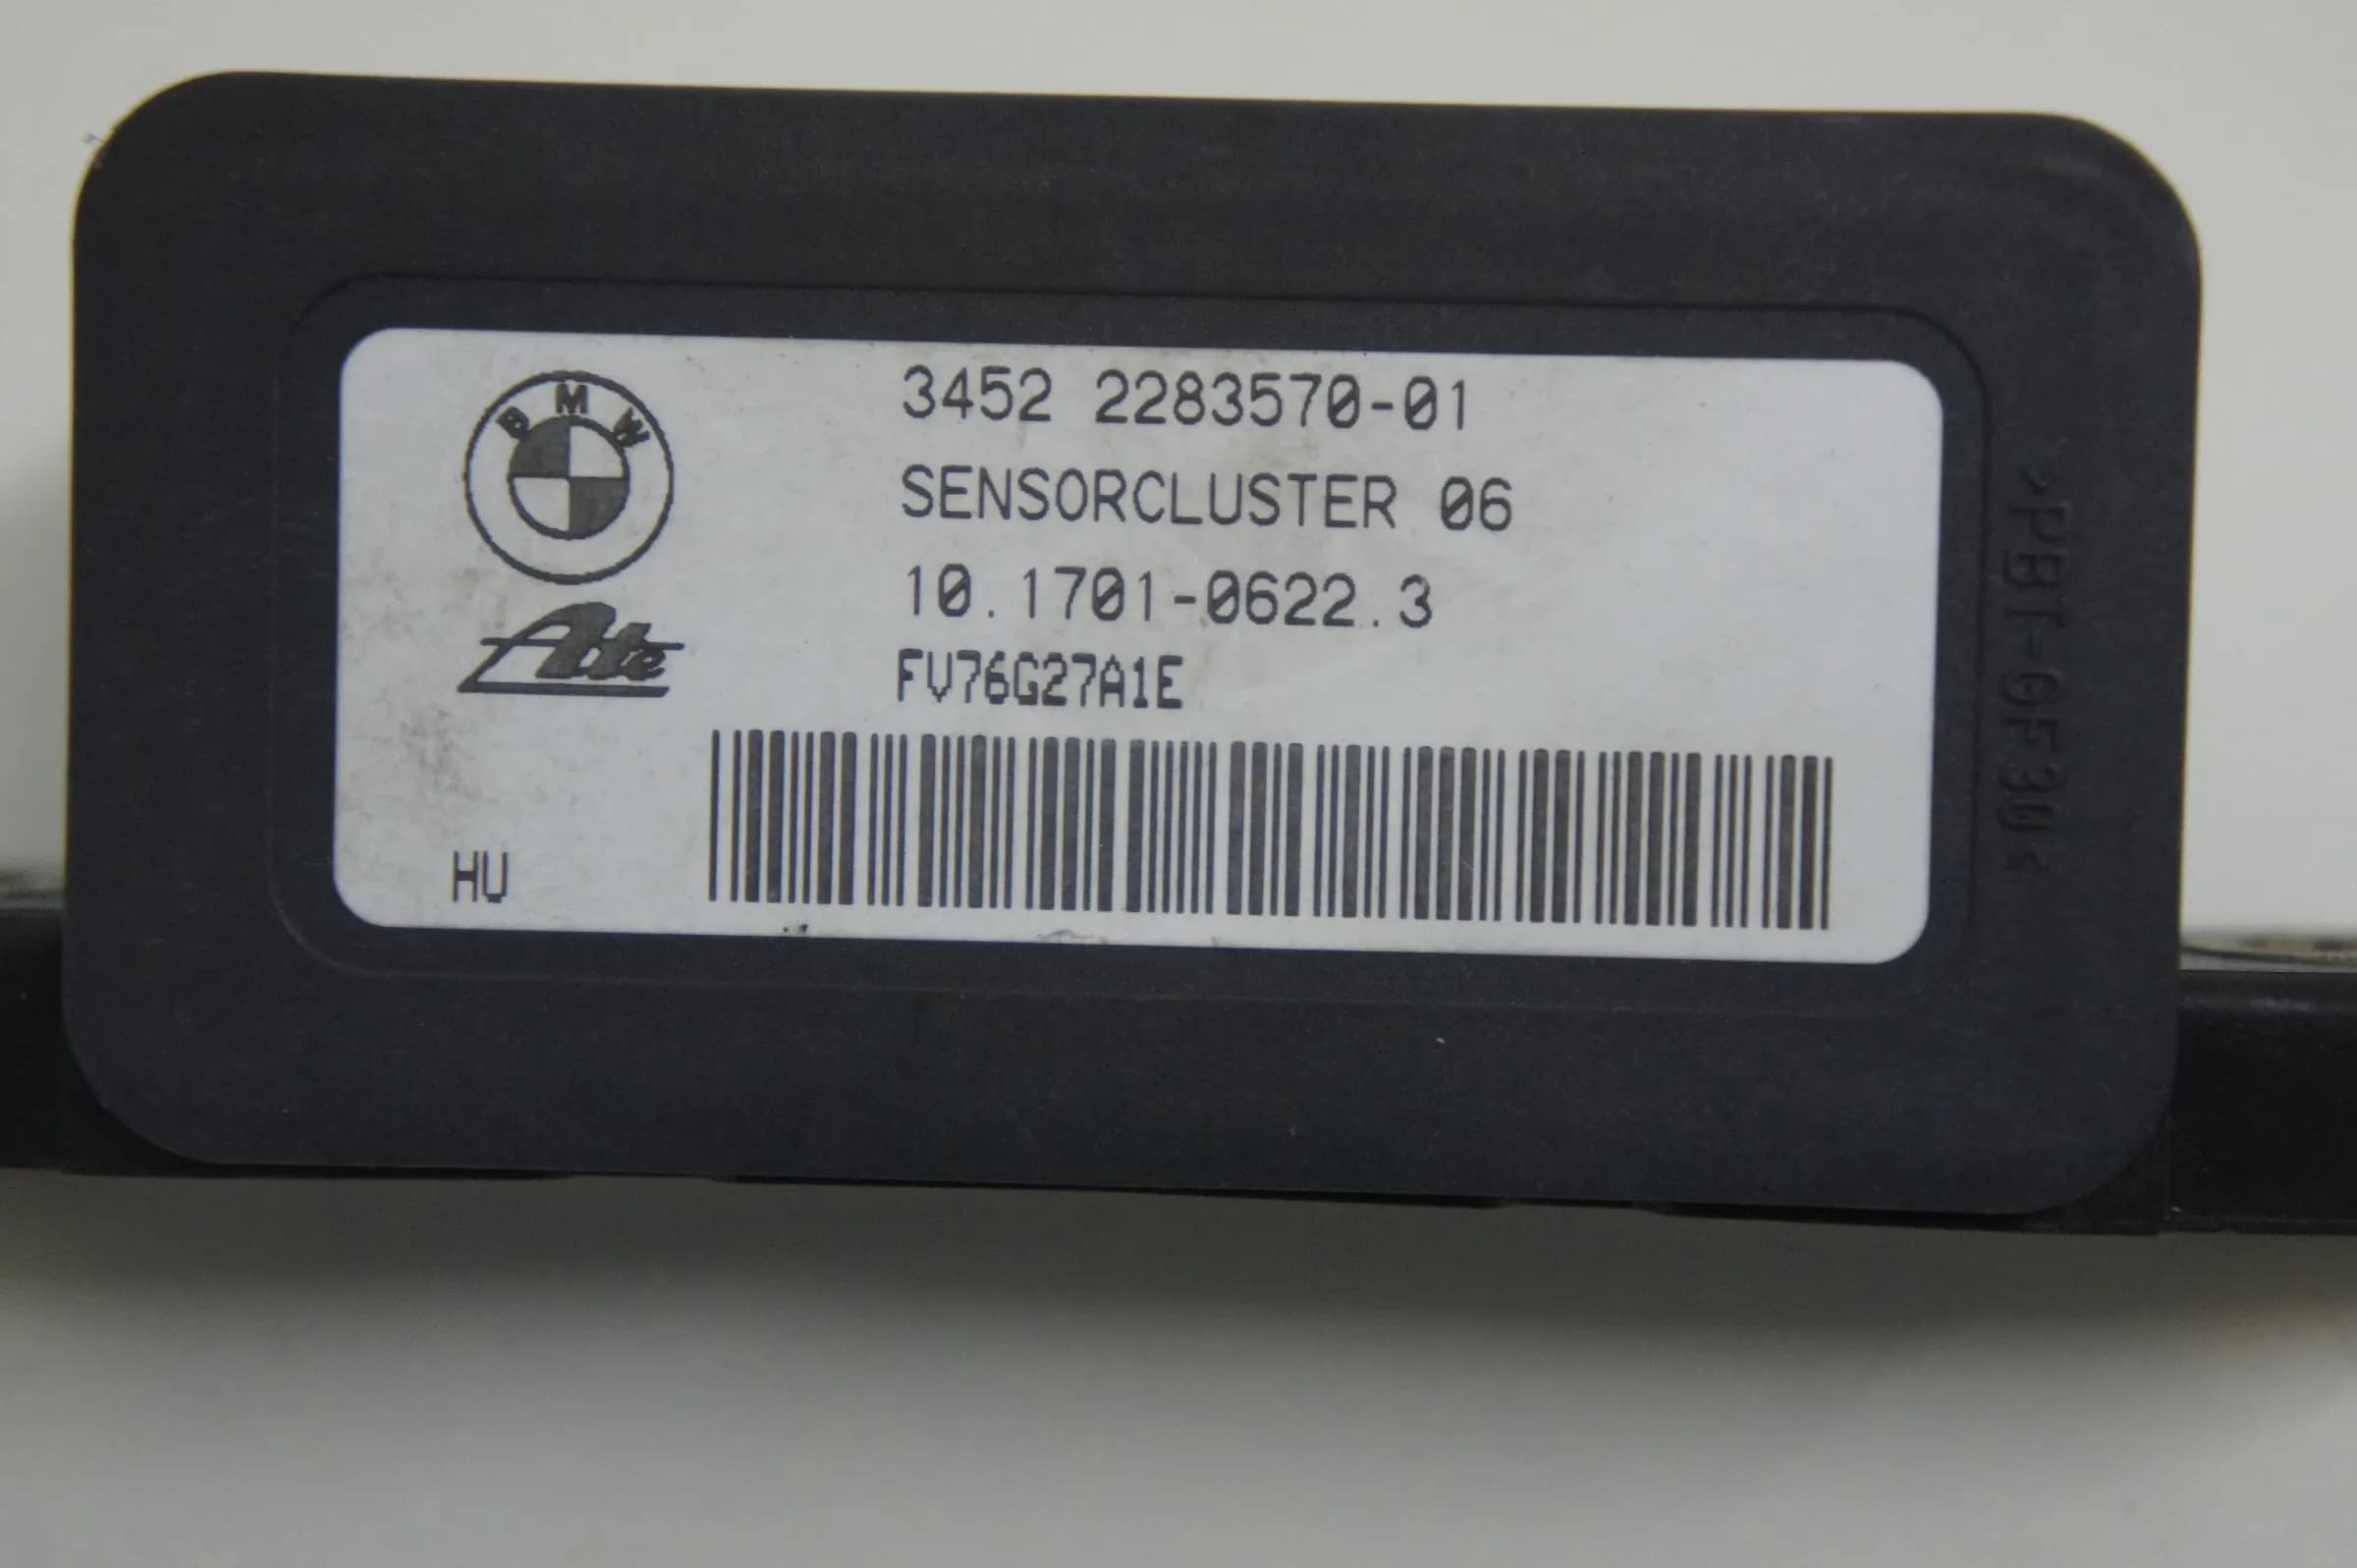 BMW
3452 2283570-01
SENSORCLUSTER 06
Ate
10.1701-0622.3
FV76G27A1E
HU
>PBT-GF30<